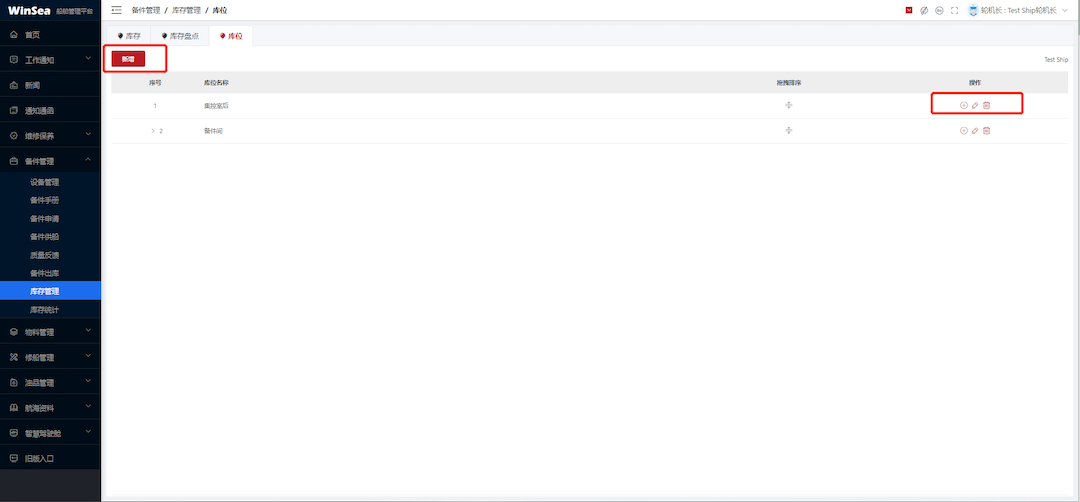 WinSea 船舶管理平台
备件管理 / 库存管理 / 库位
轮机长 : Test Ship轮机长
首页
工作通知
新闻
通知通函
维修保养
备件管理
设备管理
备件手册
备件申请
备件供船
质量反馈
备件出库
库存管理
库存统计
物料管理
修船管理
油品管理
航海资料
智慧驾驶舱
旧版入口
库存 库存盘点 库位
新增
Test Ship
序号 库位名称 拖拽排序 操作
1 集控室后
2 备件间